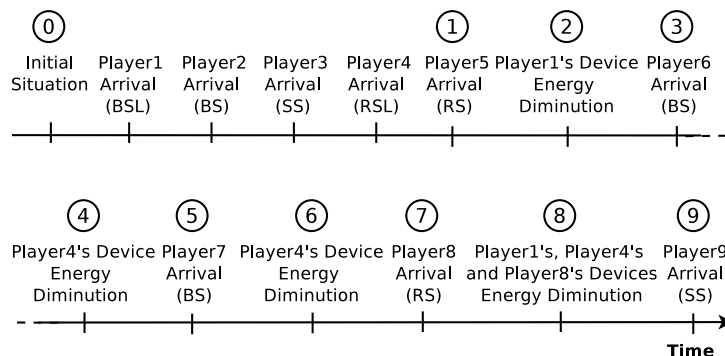 0 1 2 3
Initial Player1 Player2 Player3 Player4 Player5 Player1's Device Player6
Situation Arrival Arrival Arrival Arrival Arrival Energy Arrival
(BSL) (BS) (SS) (RSL) (RS) Diminution (BS)
4 5 6 7 8 9
Player4's Device Player7 Player4's Device Player8 Player1's, Player4's Player9
Energy Arrival Energy Arrival and Player8's Devices Arrival
Diminution (BS) Diminution (RS) Energy Diminution (SS)
Time